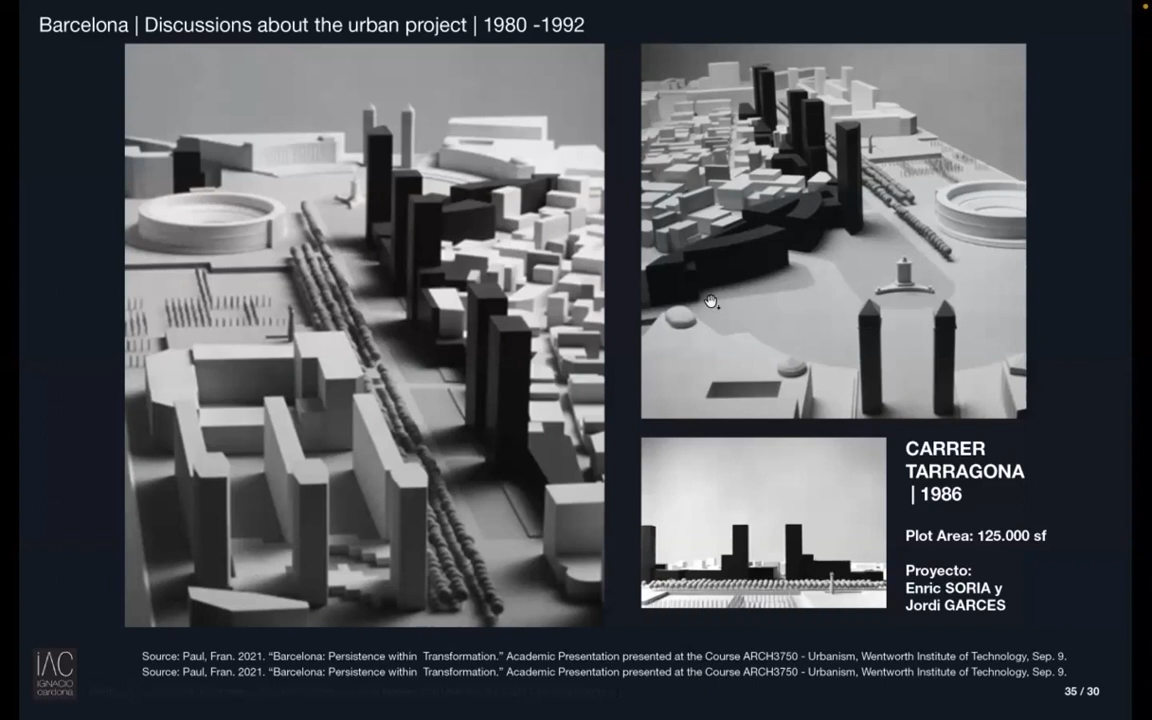 Barcelona | Discussions about the urban project | 1980 -1992
CARRER
TARRAGONA
| 1986
Plot Area: 125.000 sf
Proyecto:
Enric SORIA y
Jordi GARCES
iAC
iGNACiO
cardona
Source: Paul, Fran. 2021. “Barcelona: Persistence within Transformation.” Academic Presentation presented at the Course ARCH3750 - Urbanism, Wentworth Institute of Technology, Sep. 9.
Source: Paul, Fran. 2021. “Barcelona: Persistence within Transformation.” Academic Presentation presented at the Course ARCH3750 - Urbanism, Wentworth Institute of Technology, Sep. 9.
35 / 30